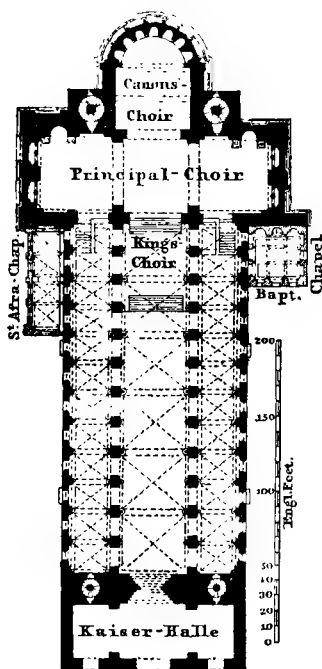 Canons-
Choir
Principal-Choir
Kings
Choir
St Afra-Chap.
Bapt.
Chapel
200
150
100
50
40
30
20
10
0
Engl.Feet.
Kaiser-Halle